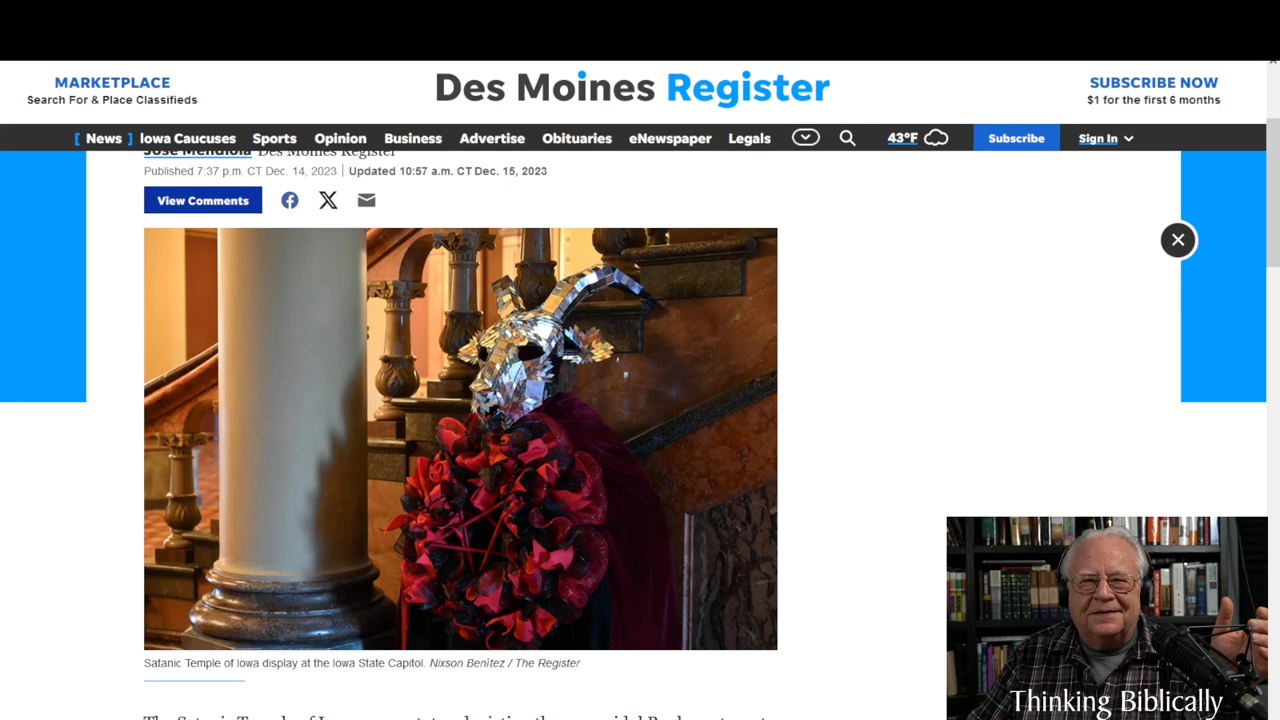 MARKETPLACE
Search For & Place Classifieds
Des Moines Register
SUBSCRIBE NOW
$1 for the first 6 months
[ News ] Iowa Caucuses Sports Opinion Business Advertise Obituaries eNewspaper Legals 43°F Subscribe Sign In
Des Moines Register
Published 7:37 p.m. CT Dec. 14, 2023 | Updated 10:57 a.m. CT Dec. 15, 2023
View Comments
Satanic Temple of Iowa display at the Iowa State Capitol. Nixson Benítez / The Register
Thinking Biblically